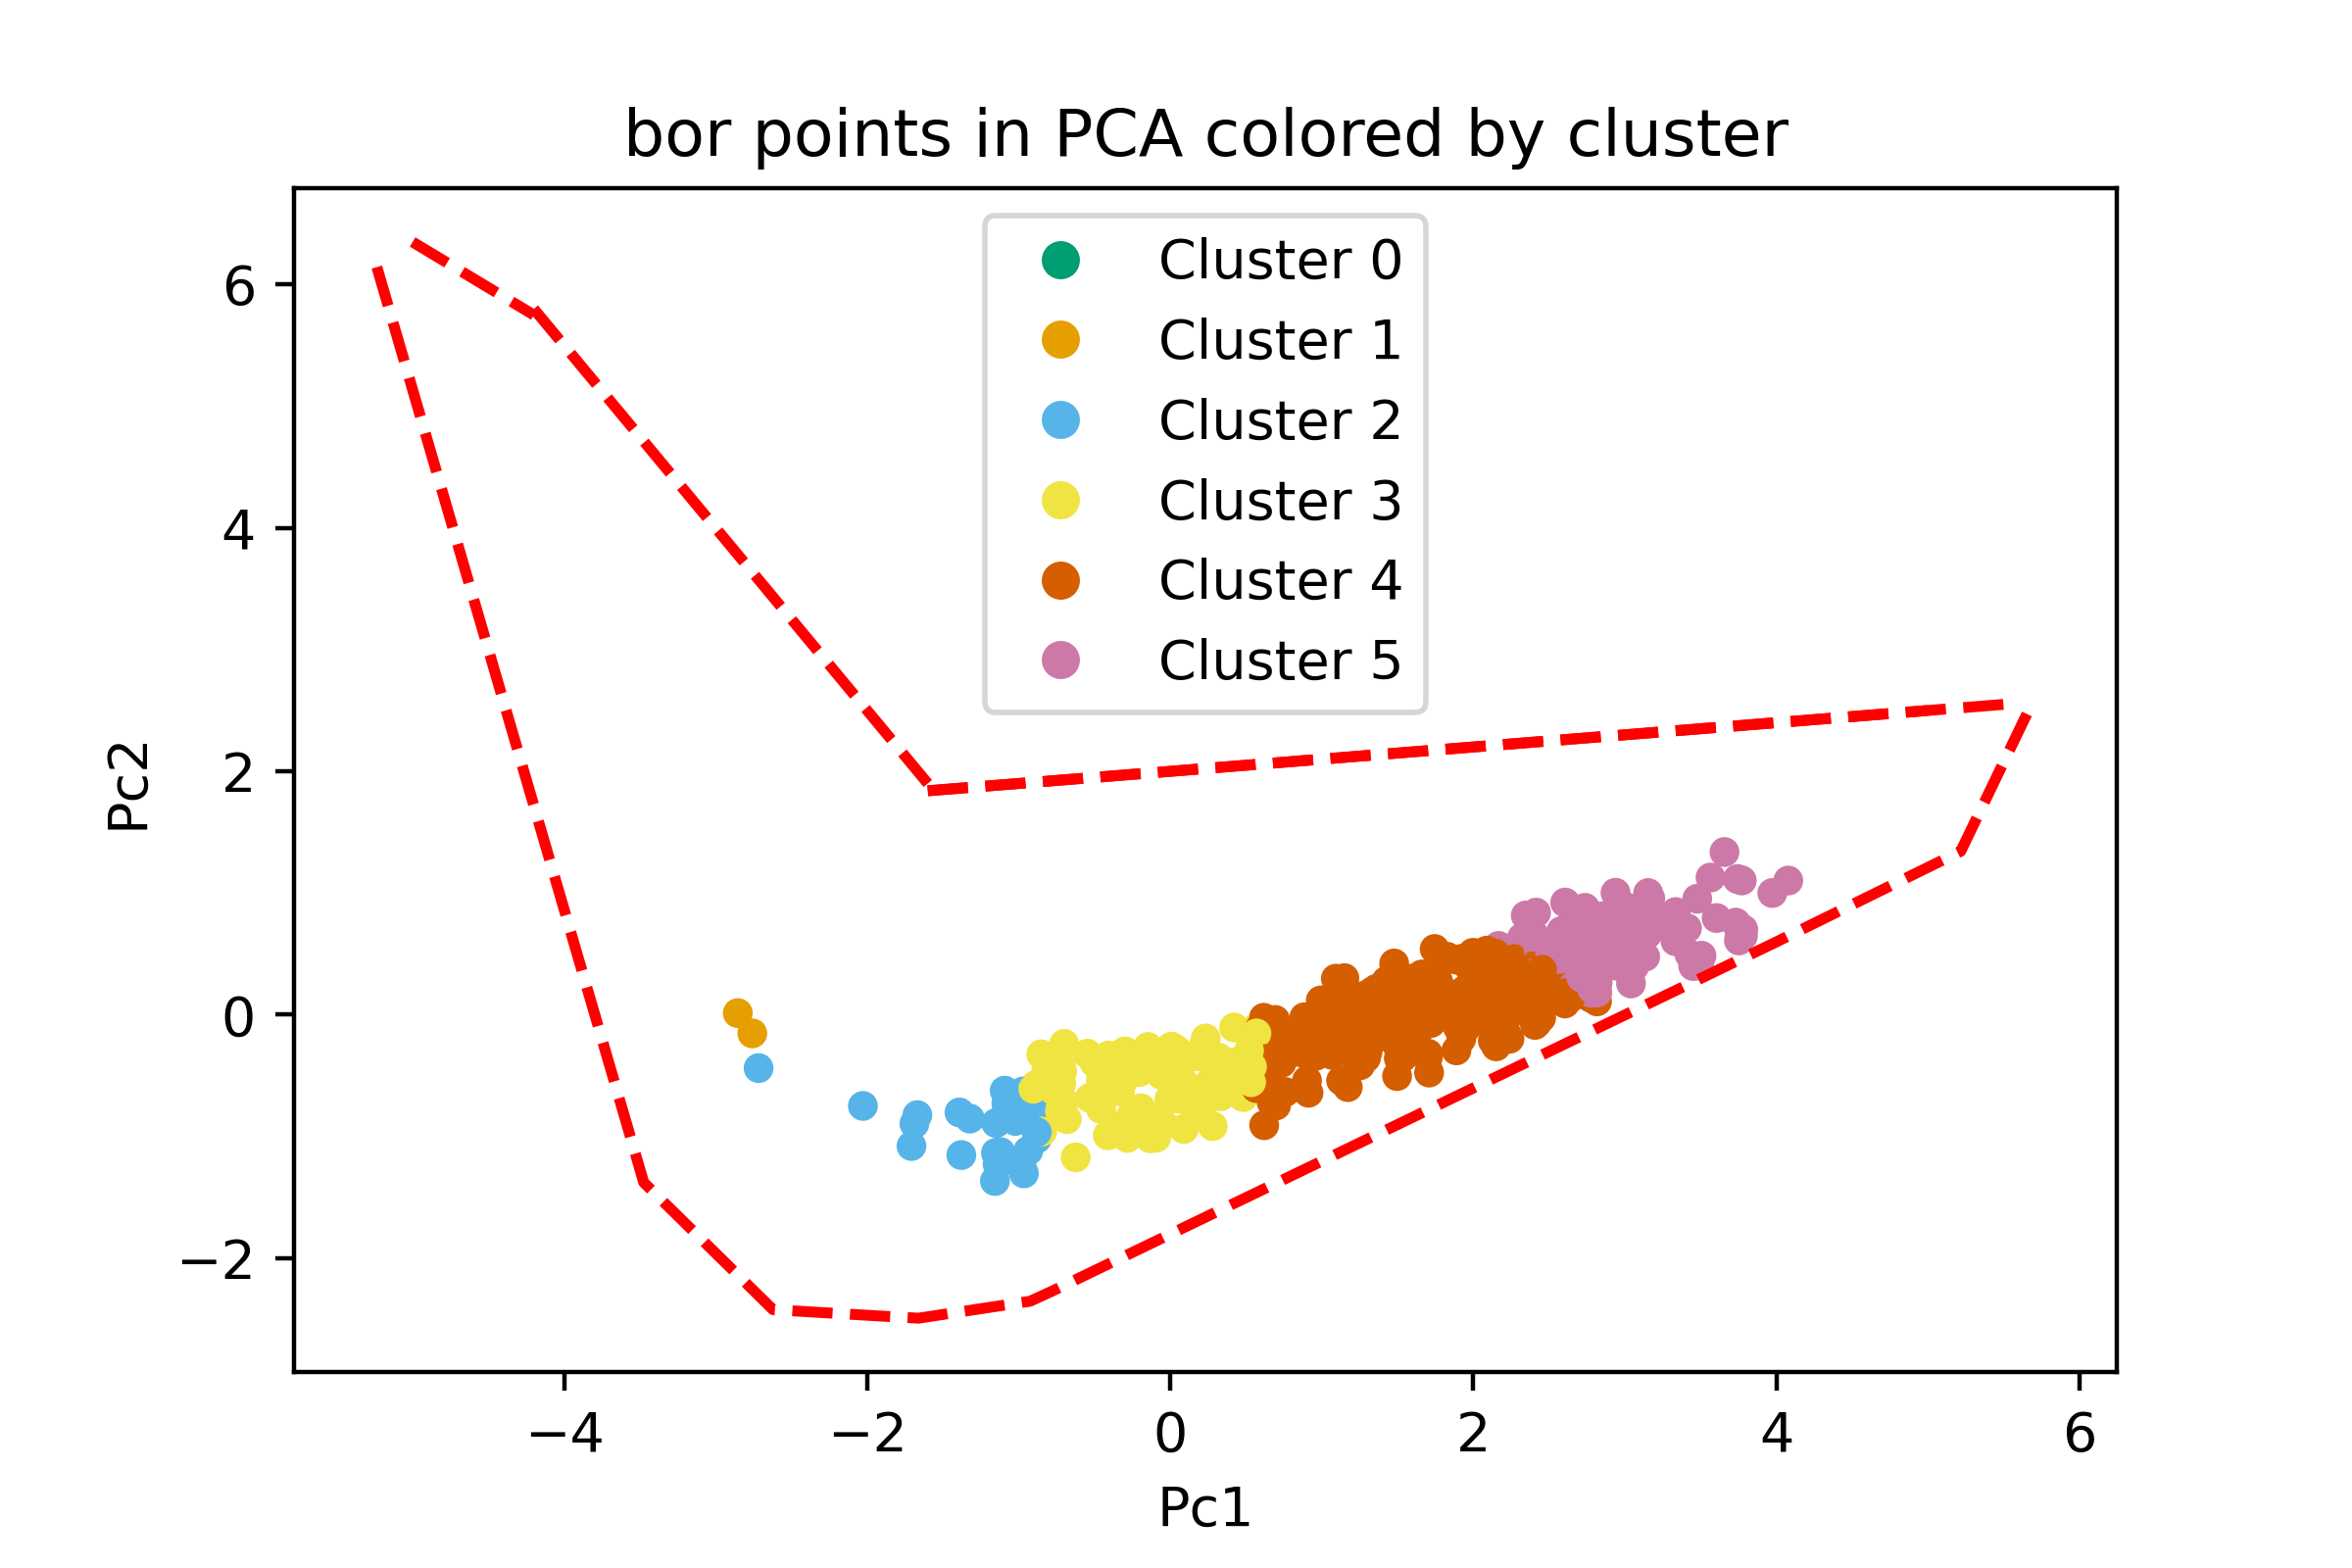 bor points in PCA colored by cluster
Cluster 0
Cluster 1
Cluster 2
Cluster 3
Cluster 4
Cluster 5
6
4
2
0
−2
Pc2
−4 −2 0 2 4 6
Pc1